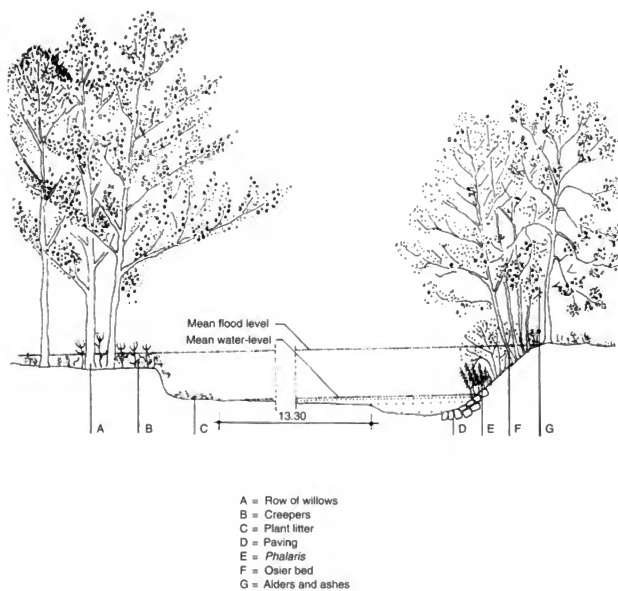 Mean flood level
Mean water-level
13.30
A B C D E F G
A = Row of willows
B = Creepers
C = Plant litter
D = Paving
E = Phalaris
F = Osier bed
G = Alders and ashes